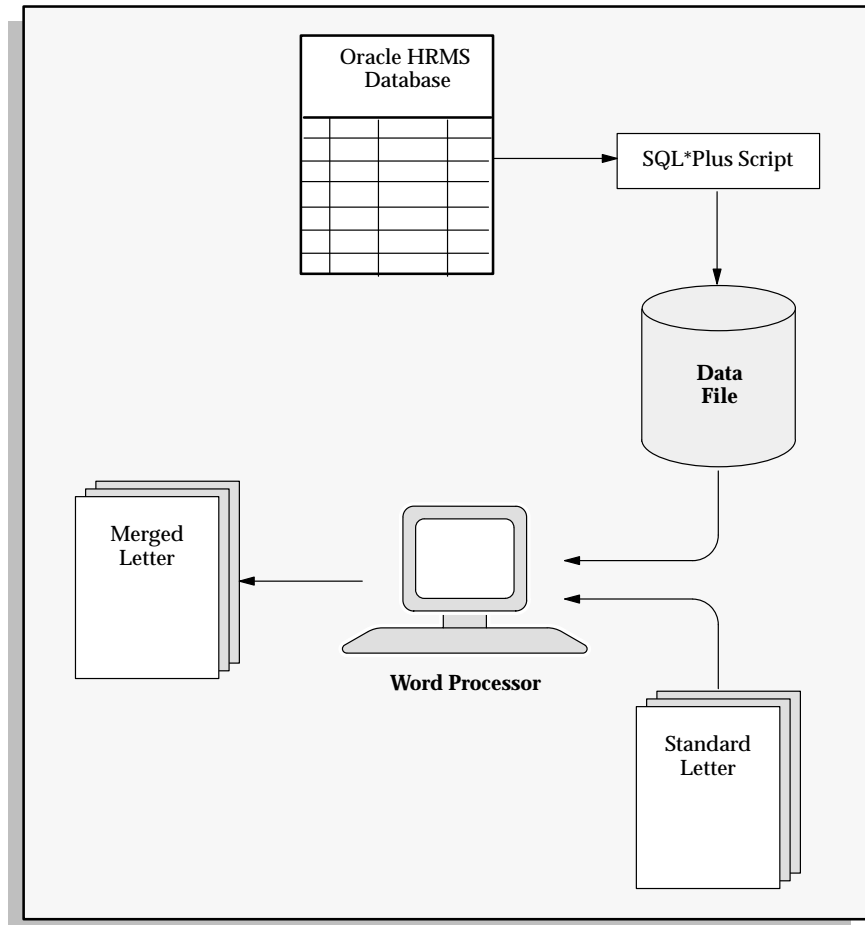 Oracle HRMS
Database
SQL*Plus Script
Data
File
Merged
Letter
Word Processor
Standard
Letter